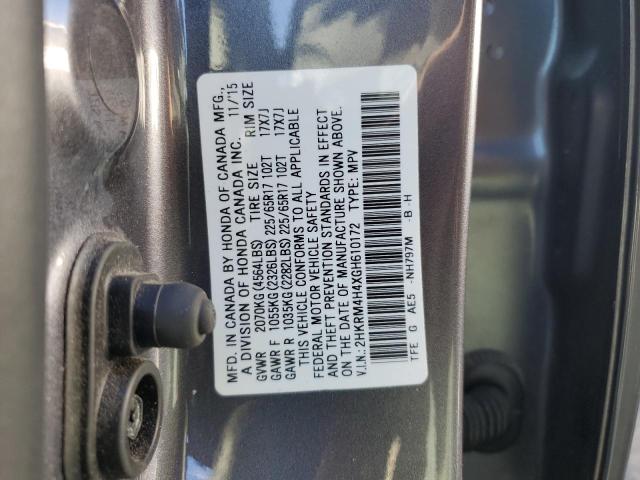 MFD. IN CANADA BY HONDA OF CANADA MFG.,
A DIVISION OF HONDA CANADA INC. 11/'15
GVWR 2070KG(4564LBS) TIRE SIZE RIM SIZE
GAWR F 1055KG(2326LBS) 225/65R17 102T 17X7J
GAWR R 1035KG(2282LBS) 225/65R17 102T 17X7J
THIS VEHICLE CONFORMS TO ALL APPLICABLE
FEDERAL MOTOR VEHICLE SAFETY
AND THEFT PREVENTION STANDARDS IN EFFECT
ON THE DATE OF MANUFACTURE SHOWN ABOVE.
V.I.N.: 2HKRM4H4XGH610172 TYPE: MPV
TFE G AE5 -NH797M -B -H